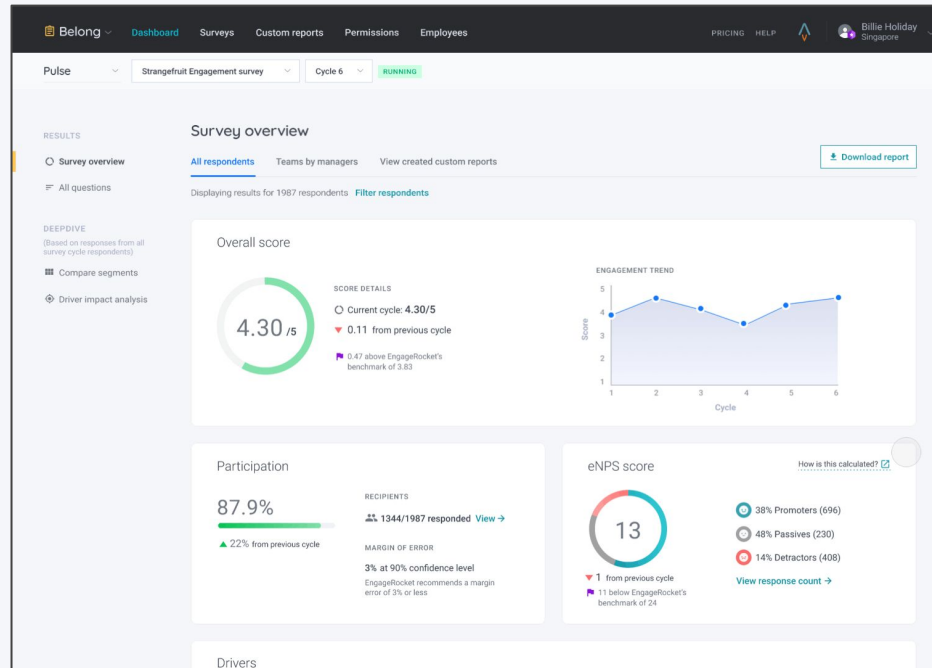 Belong
Dashboard
Surveys
Custom reports
Permissions
Employees
PRICING
HELP
Billie Holiday
Singapore
Pulse
Strangefruit Engagement survey
Cycle 6
RUNNING
RESULTS
Survey overview
All questions
DEEPDIVE
(Based on responses from all
survey cycle respondents)
Compare segments
Driver impact analysis
Survey overview
All respondents
Teams by managers
View created custom reports
Download report
Displaying results for 1987 respondents Filter respondents
Overall score
4.30 /5
SCORE DETAILS
Current cycle: 4.30/5
0.11 from previous cycle
0.47 above EngageRocket's
benchmark of 3.83
ENGAGEMENT TREND
Score
5
4
3
2
1
1 2 3 4 5 6
Cycle
Participation
87.9%
22% from previous cycle
RECIPIENTS
1344/1987 responded View →
MARGIN OF ERROR
3% at 90% confidence level
EngageRocket recommends a margin
error of 3% or less
eNPS score
How is this calculated?
13
1 from previous cycle
11 below EngageRocket's
benchmark of 24
38% Promoters (696)
48% Passives (230)
14% Detractors (408)
View response count →
Drivers